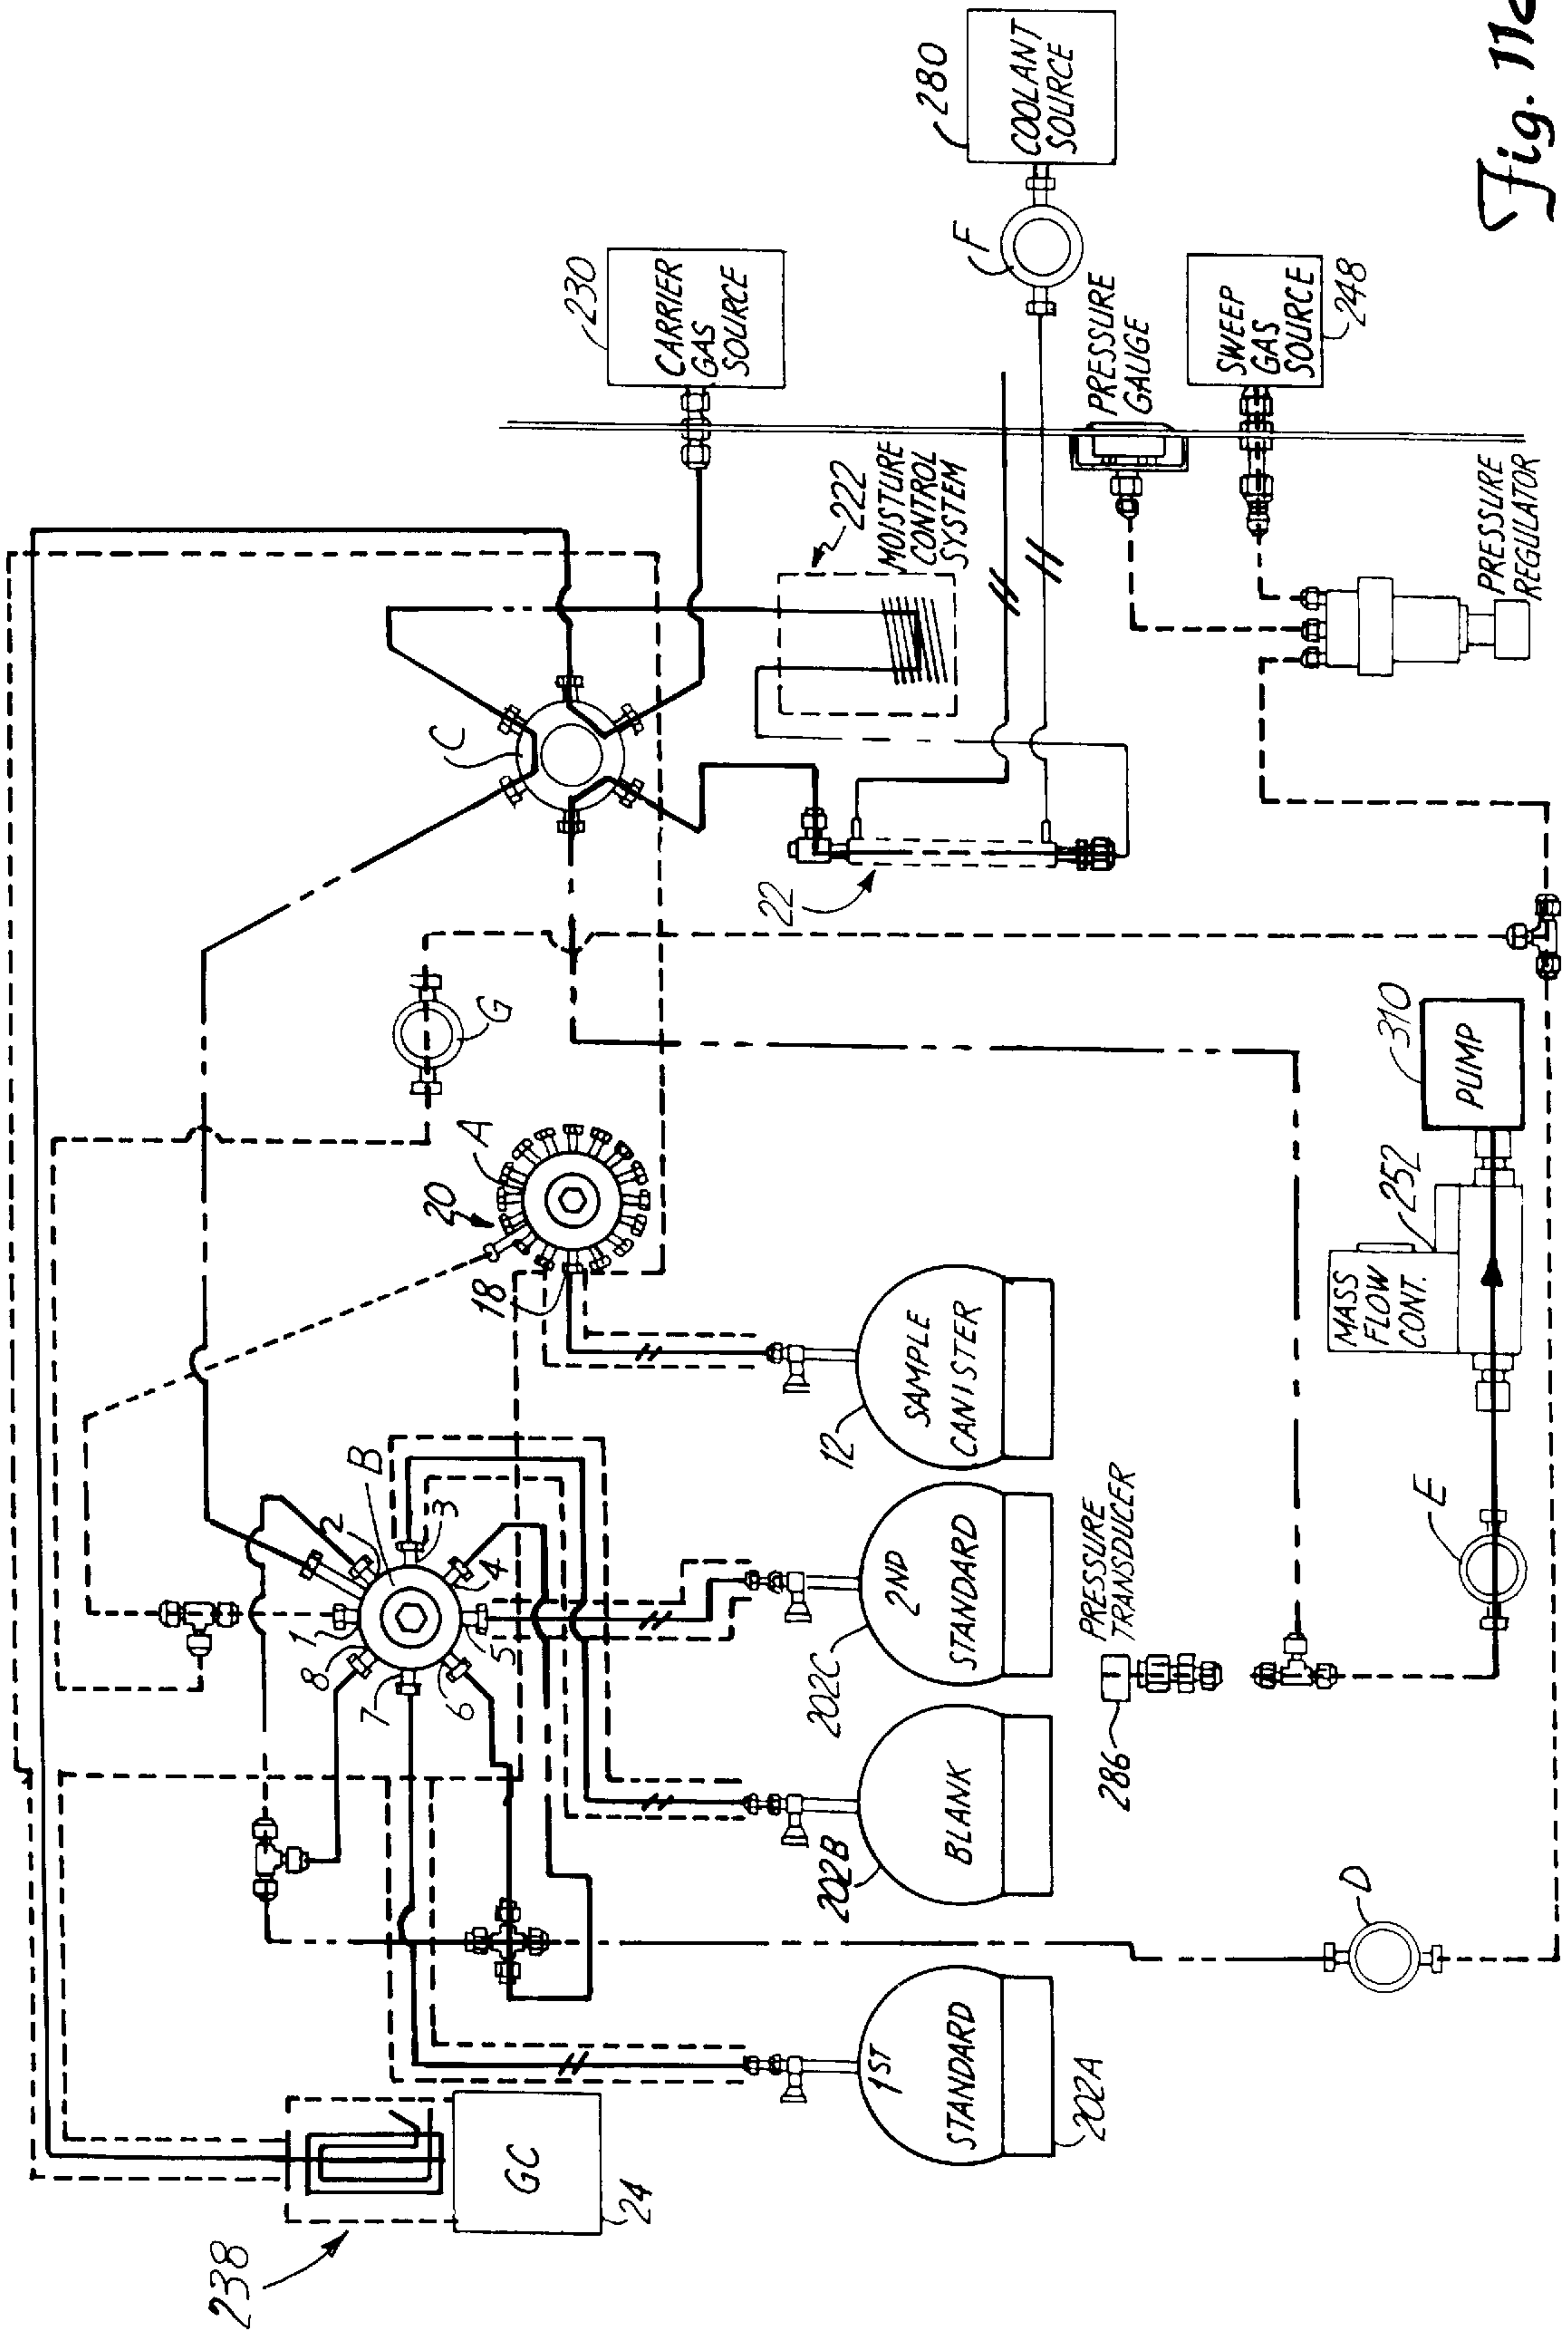 238
GC
24
1ST
STANDARD
202A
BLANK
202B
2ND
STANDARD
202C
SAMPLE
CANISTER
12
PRESSURE
TRANSDUCER
286
D
E
MASS
FLOW
CONT.
252
PUMP
310
B
1
2
3
4
5
6
7
8
A
20
18
G
C
22
222
MOISTURE
CONTROL
SYSTEM
230
CARRIER
GAS
SOURCE
280
COOLANT
SOURCE
F
PRESSURE
GAUGE
SWEEP
GAS
SOURCE
248
PRESSURE
REGULATOR
Fig.